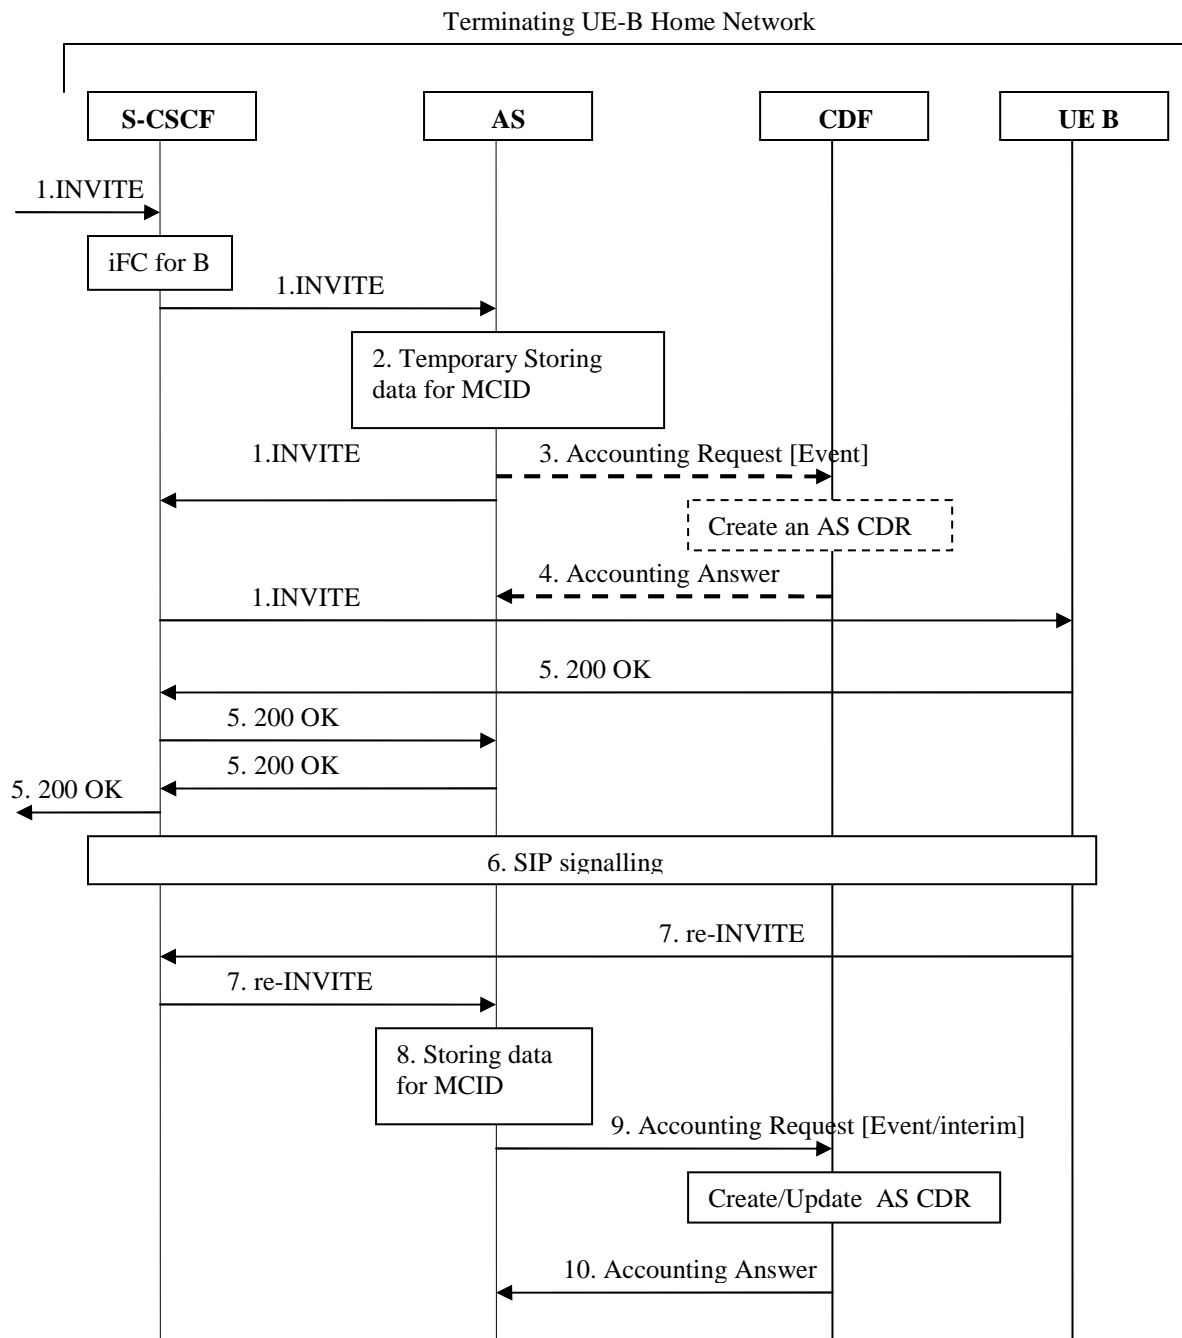 Terminating UE-B Home Network
S-CSCF
AS
CDF
UE B
1.INVITE
iFC for B
1.INVITE
2. Temporary Storing
data for MCID
1.INVITE
3. Accounting Request [Event]
Create an AS CDR
4. Accounting Answer
1.INVITE
5. 200 OK
5. 200 OK
5. 200 OK
5. 200 OK
6. SIP signalling
7. re-INVITE
7. re-INVITE
8. Storing data
for MCID
9. Accounting Request [Event/interim]
Create/Update AS CDR
10. Accounting Answer